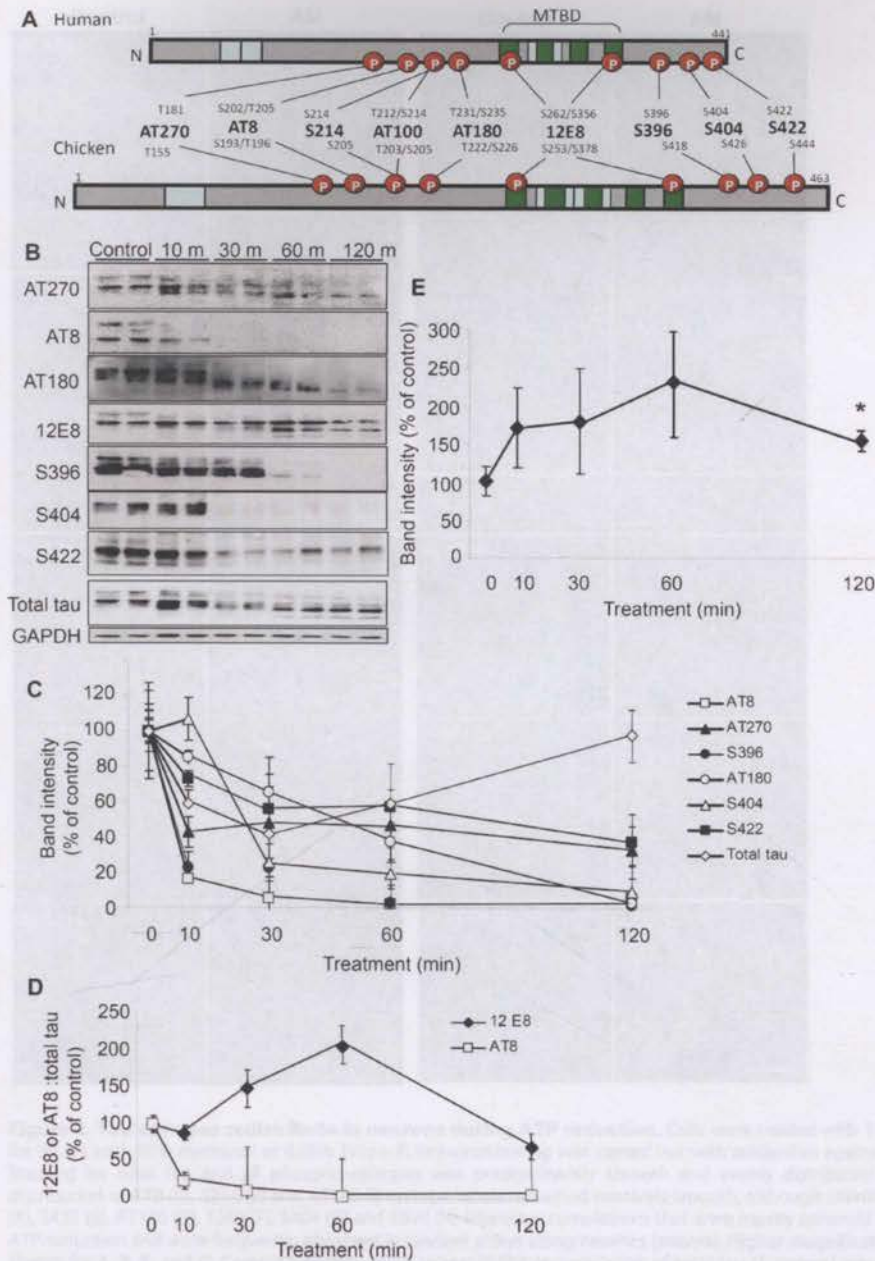 A
Human
MTBD
1
441
N
P P P P P P P P P
C
T181 S202/T205 S214 T212/S214 T231/S235 S262/S356 S396 S404 S422
AT270 AT8 S214 AT100 AT180 12E8 S396 S404 S422
T155 S193/T196 S205 T203/S205 T222/S226 S253/S378 S418 S426 S444
Chicken
1
463
N
P P P P P P P P P
C
B
Control 10 m 30 m 60 m 120 m
AT270
AT8
AT180
12E8
S396
S404
S422
Total tau
GAPDH
E
Band intensity (% of control)
300
250
200
150
100
50
0
*
0 10 30 60 120
Treatment (min)
C
Band intensity
(% of control)
120
100
80
60
40
20
0
0 10 30 60 120
Treatment (min)
AT8
AT270
S396
AT180
S404
S422
Total tau
D
12E8 or AT8 :total tau
(% of control)
250
200
150
100
50
0
0 10 30 60 120
Treatment (min)
12 E8
AT8